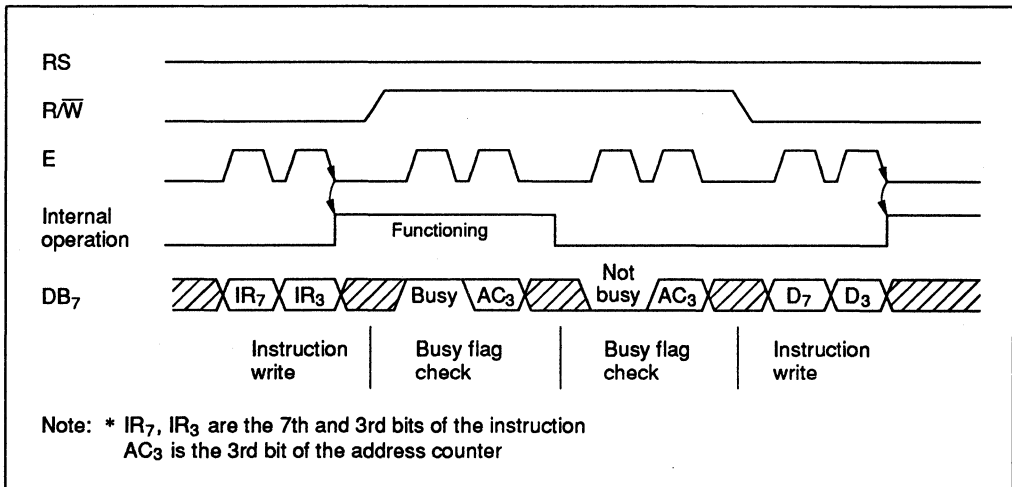 RS
R/W̅
E
Internal
operation
Functioning
DB₇
IR₇ IR₃ Busy AC₃ Not busy AC₃ D₇ D₃
Instruction write
Busy flag check
Busy flag check
Instruction write
Note: * IR₇, IR₃ are the 7th and 3rd bits of the instruction
AC₃ is the 3rd bit of the address counter